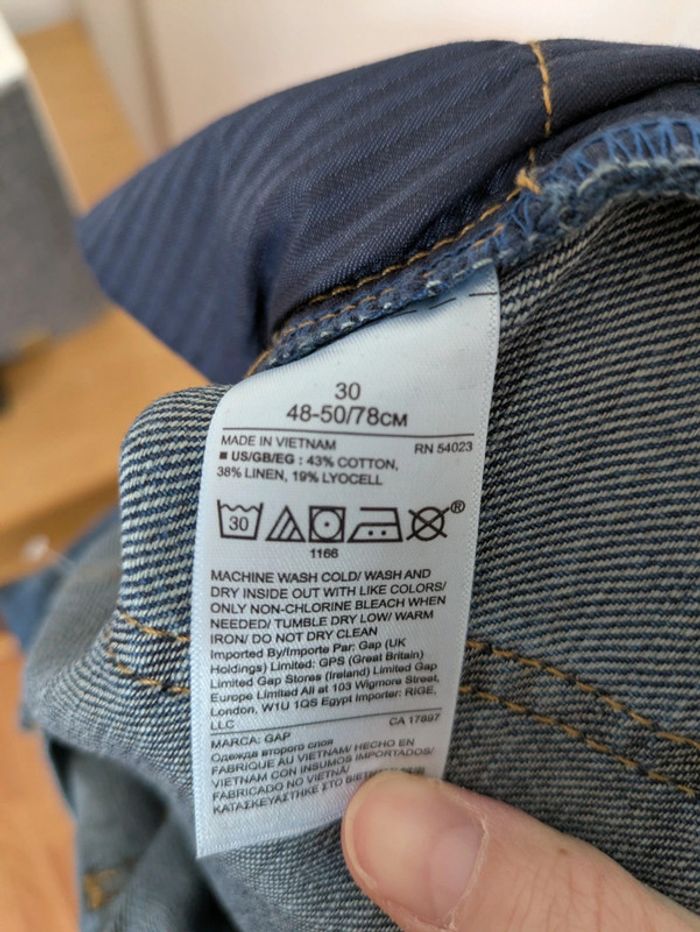 30
48-50/78см
MADE IN VIETNAM
RN 54023
■ US/GB/EG : 43% COTTON,
38% LINEN, 19% LYOCELL
30
®
1166
MACHINE WASH COLD/ WASH AND
DRY INSIDE OUT WITH LIKE COLORS/
ONLY NON-CHLORINE BLEACH WHEN
NEEDED/ TUMBLE DRY LOW/ WARM
IRON/ DO NOT DRY CLEAN
Imported By/Importe Par: Gap (UK
Holdings) Limited: GPS (Great Britain)
Limited Gap Stores (Ireland) Limited Gap
Europe Limited All at 103 Wigmore Street,
London, W1U 1QS Egypt Importer: RIGE,
LLC
CA 17897
MARCA: GAP
Одежда второго слоя
FABRIQUÉ AU VIETNAM/ HECHO EN
VIETNAM CON INSUMOS IMPORTADOS/
FABRICADO NO VIETNÃ/
ΚΑΤΑΣΚΕΥΑΣΤΗΚΕ ΣΤΟ